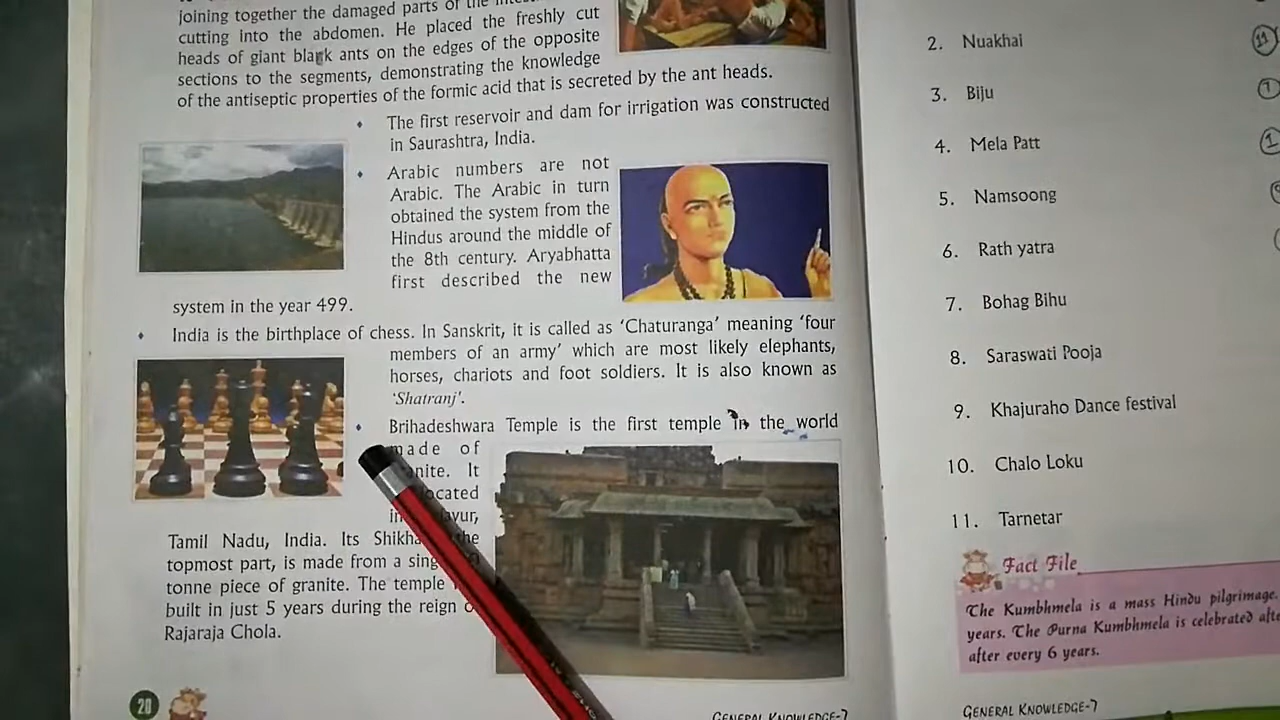 joining together the damaged parts of the
cutting into the abdomen. He placed the freshly cut
heads of giant black ants on the edges of the opposite
sections to the segments, demonstrating the knowledge
of the antiseptic properties of the formic acid that is secreted by the ant heads.
The first reservoir and dam for irrigation was constructed
in Saurashtra, India.
Arabic numbers are not
Arabic. The Arabic in turn
obtained the system from the
Hindus around the middle of
the 8th century. Aryabhatta
first described the new
system in the year 499.
India is the birthplace of chess. In Sanskrit, it is called as 'Chaturanga' meaning 'four
members of an army' which are most likely elephants,
horses, chariots and foot soldiers. It is also known as
'Shatranj'.
Brihadeshwara Temple is the first temple in the world
made of
It
in
Tamil Nadu, India. Its
topmost part, is made from a
tonne piece of granite. The temple
built in just 5 years during the reign
Rajaraja Chola.
20
GENERAL KNOWLEDGE-7
2. Nuakhai
3. Biju
4. Mela Patt
5. Namsoong
6. Rath yatra
7. Bohag Bihu
8. Saraswati Pooja
9. Khajuraho Dance festival
10. Chalo Loku
11. Tarnetar
Fact File
The Kumbhmela is a mass Hindu pilgrimage.
years. The Purna Kumbhmela is celebrated
after every 6 years.
GENERAL KNOWLEDGE-7